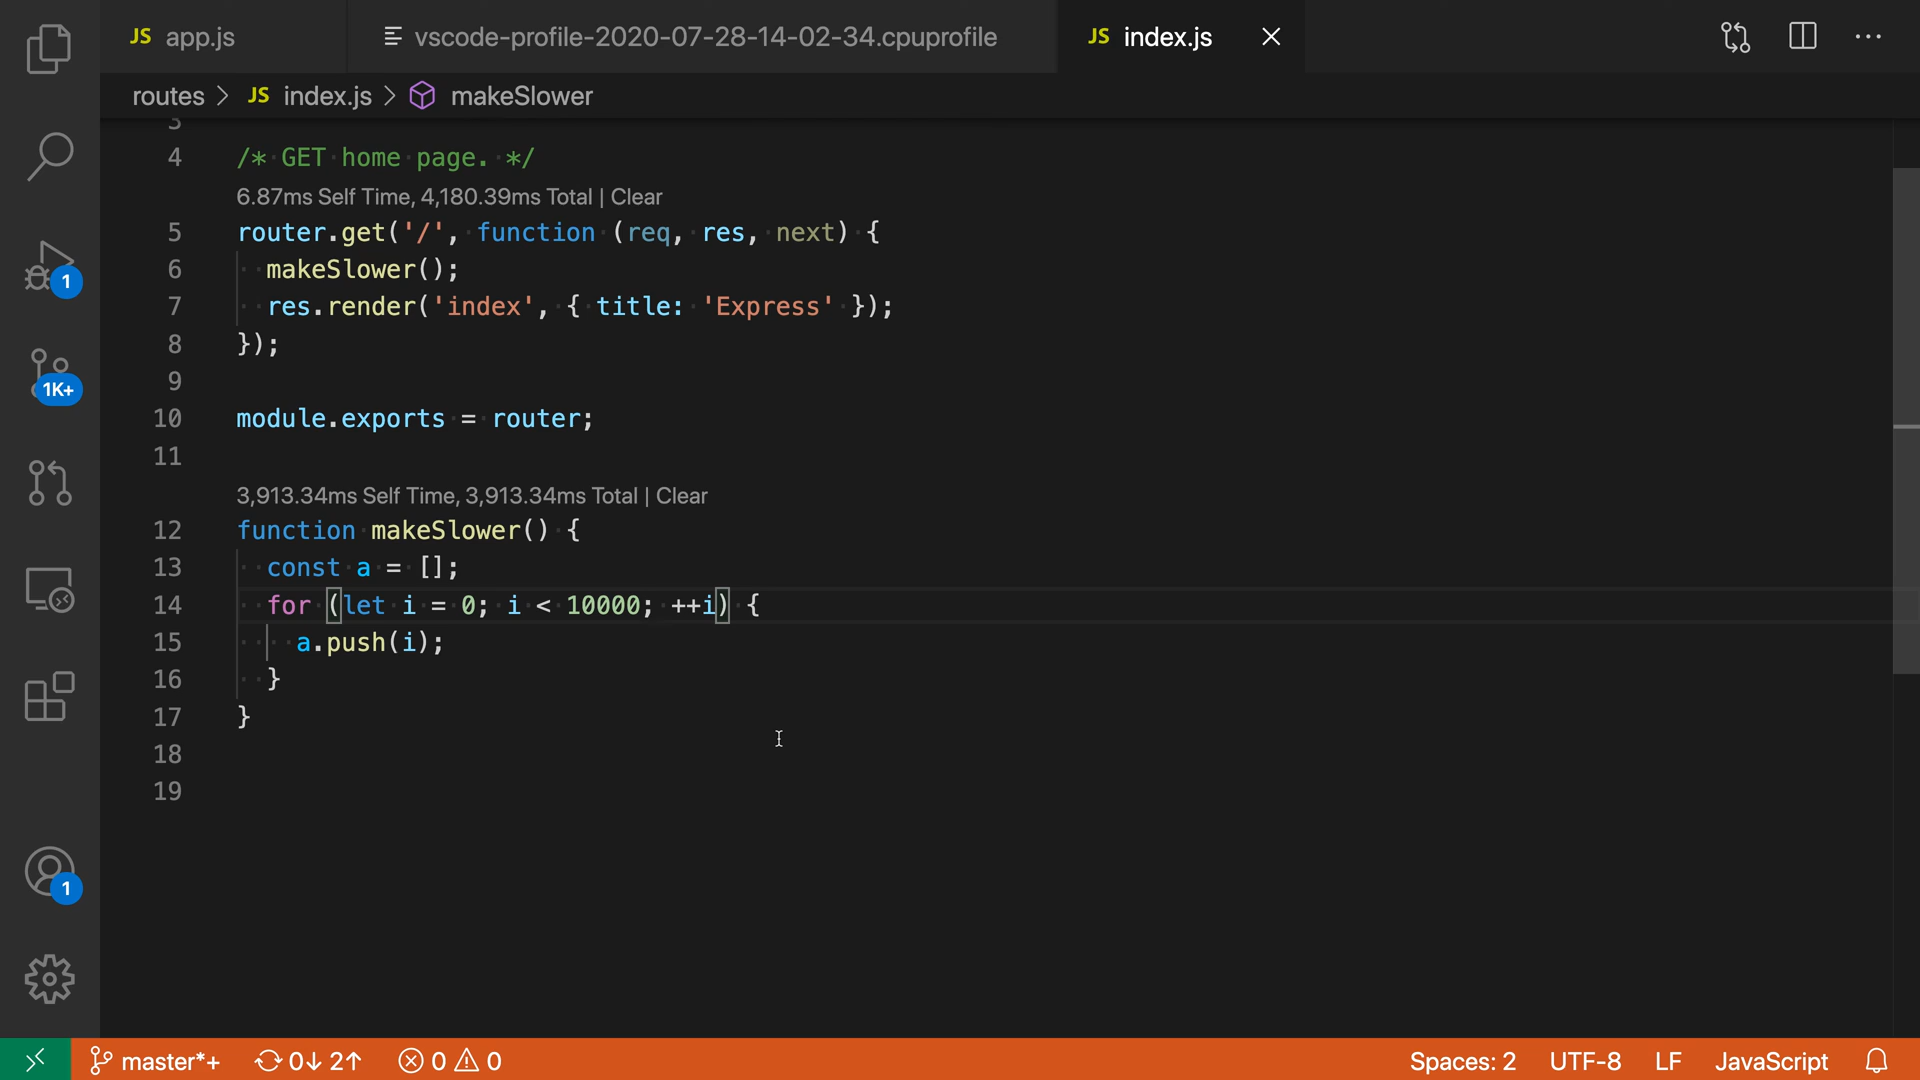 JS app.js
vscode-profile-2020-07-28-14-02-34.cpuprofile
JS index.js
routes > JS index.js > makeSlower
3
4 /* GET home page. */
6.87ms Self Time, 4,180.39ms Total | Clear
5 router.get('/', function (req, res, next) {
6 makeSlower();
7 res.render('index', { title: 'Express' });
8 });
9
10 module.exports = router;
11
3,913.34ms Self Time, 3,913.34ms Total | Clear
12 function makeSlower() {
13 const a = [];
14 for (let i = 0; i < 10000; ++i) {
15 a.push(i);
16 }
17 }
18
19
1
1K+
1
master*+ 0↓ 2↑ 0 0 Spaces: 2 UTF-8 LF JavaScript